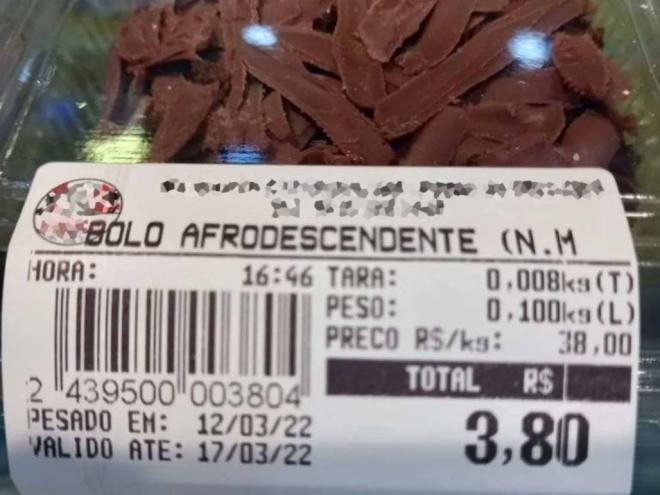 BOLO AFRODESCENDENTE (N.M
HORA: 16:46 TARA: 0,008kg(T)
PESO: 0,100kg(L)
PRECO R$/kg: 38,00
TOTAL R$
2 439500 003804
PESADO EM: 12/03/22
3,80
VALIDO ATE: 17/03/22